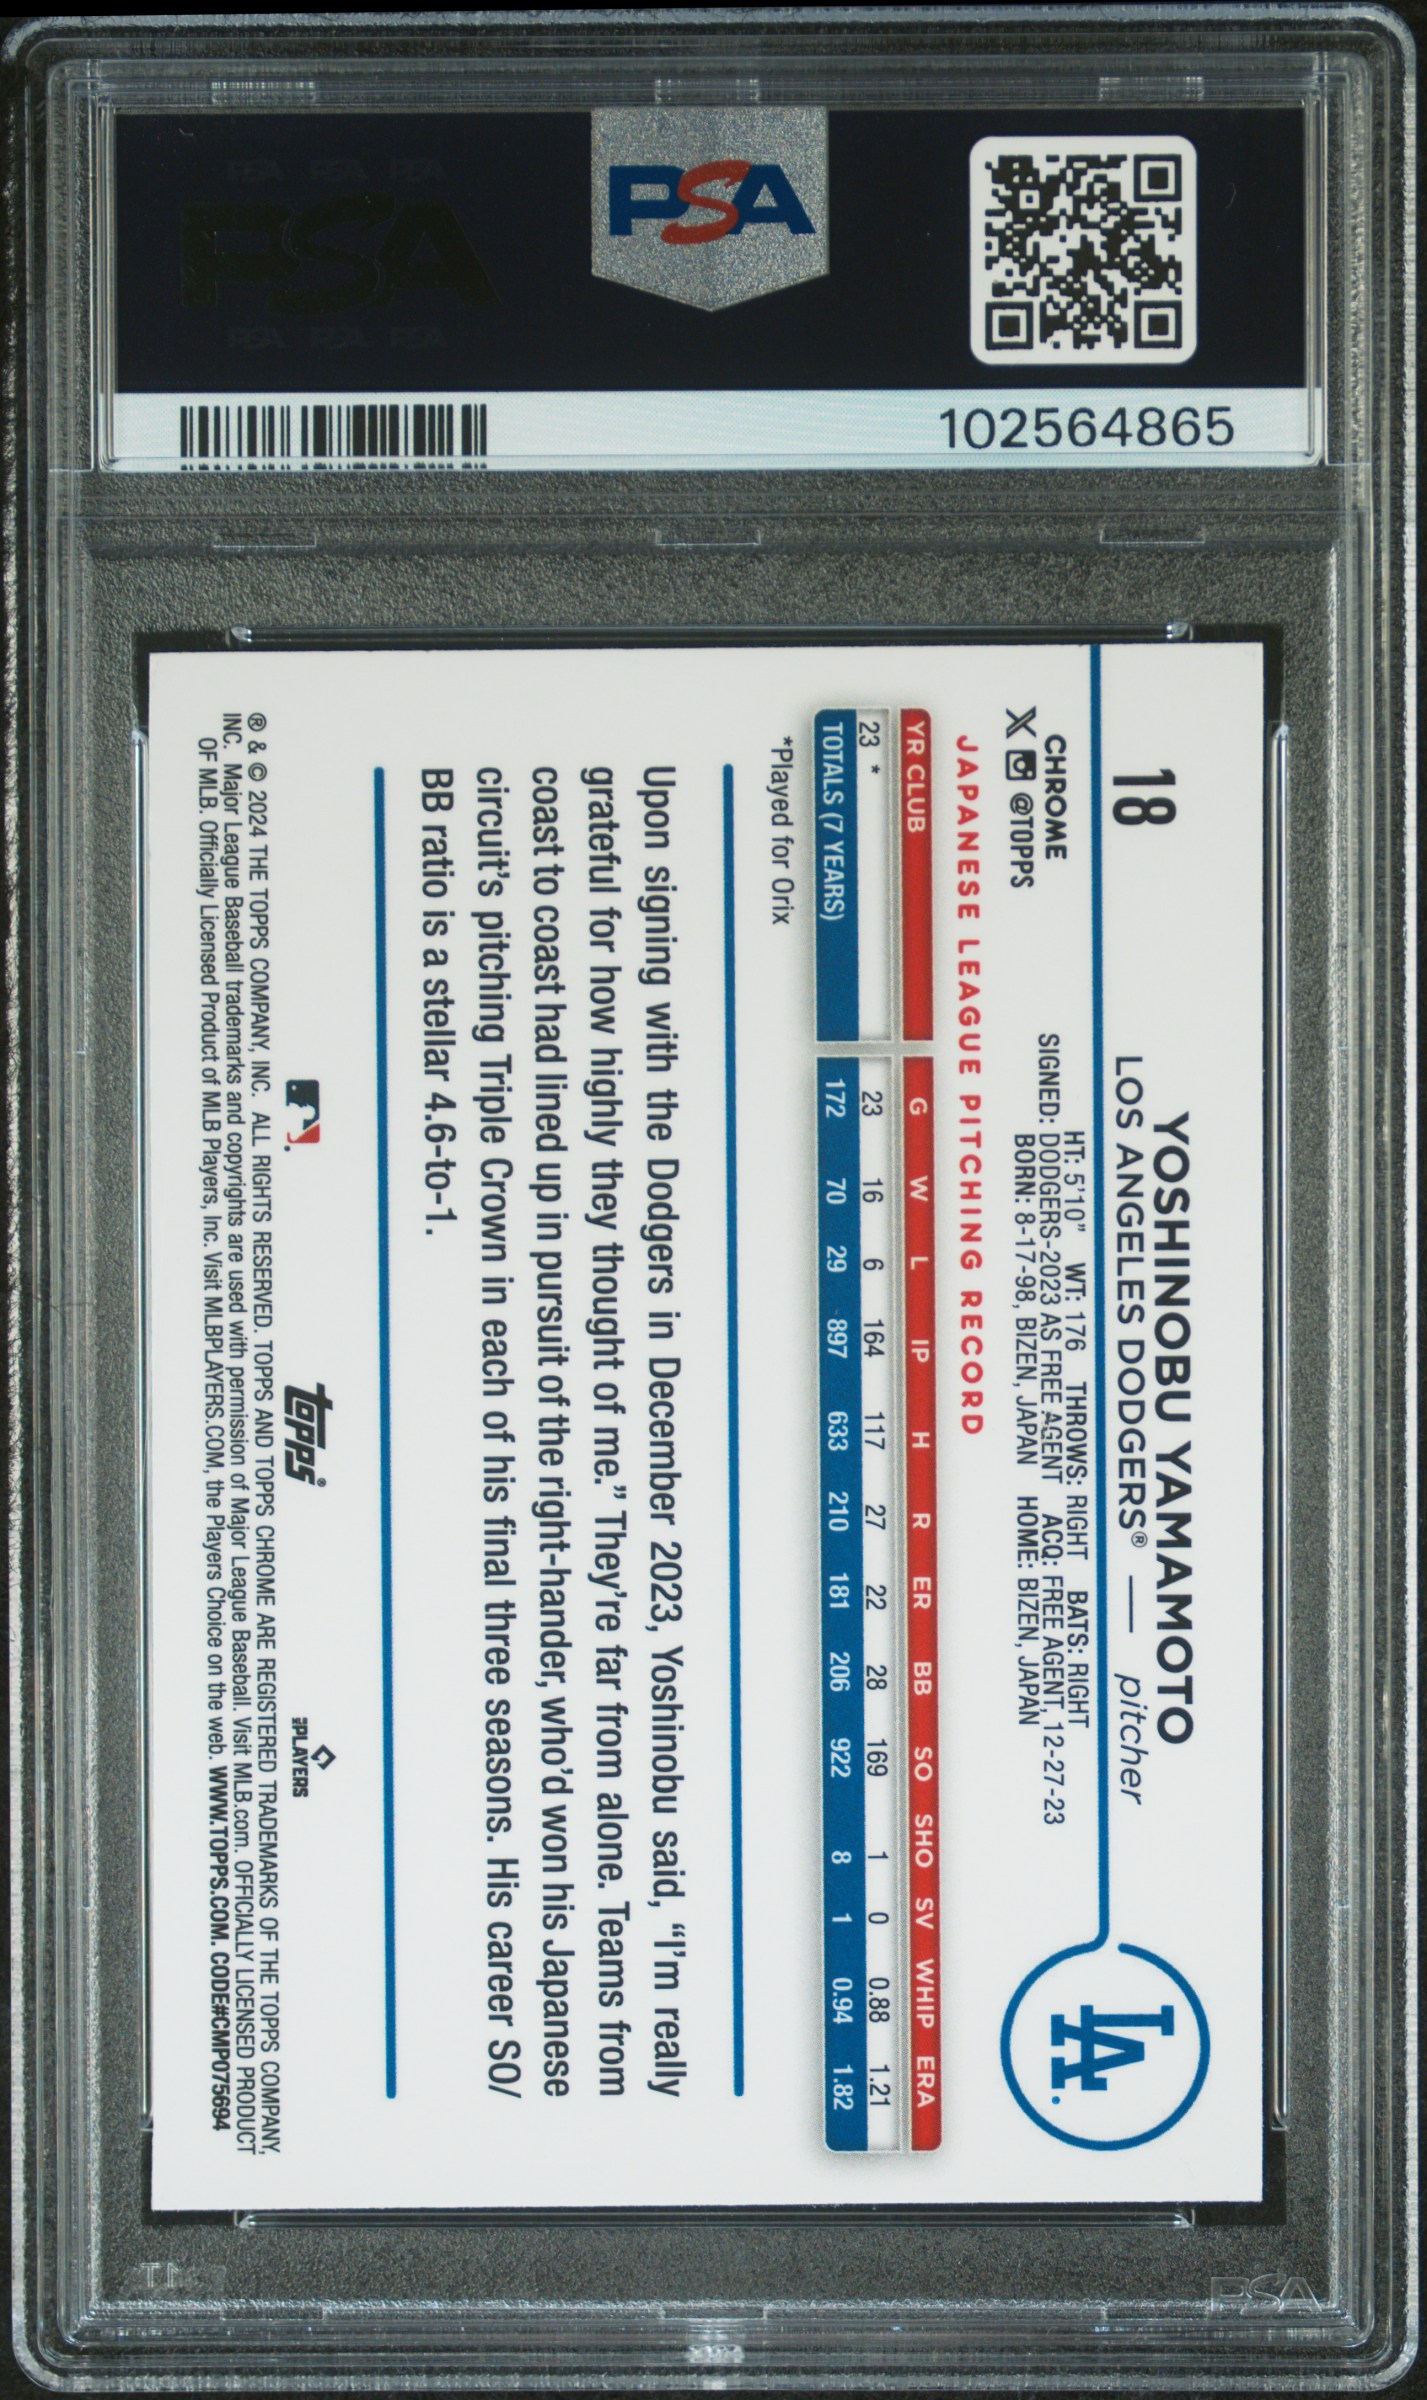 PSA PSA PSA
PSA
PSA PSA PSA
PSA
102564865
18
YOSHINOBU YAMAMOTO
LOS ANGELES DODGERS® — pitcher
LA
CHROME
X @TOPPS
HT: 5'10" WT: 176 THROWS: RIGHT BATS: RIGHT
SIGNED: DODGERS-2023 AS FREE AGENT ACQ: FREE AGENT, 12-27-23
BORN: 8-17-98, BIZEN, JAPAN HOME: BIZEN, JAPAN
JAPANESE LEAGUE PITCHING RECORD
YR CLUB G W L IP H R ER BB SO SHO SV WHIP ERA
23 * 23 16 6 164 117 27 22 28 169 1 0 0.88 1.21
TOTALS (7 YEARS) 172 70 29 897 633 210 181 206 922 8 1 0.94 1.82
*Played for Orix
Upon signing with the Dodgers in December 2023, Yoshinobu said, “I’m really
grateful for how highly they thought of me.” They’re far from alone. Teams from
coast to coast had lined up in pursuit of the right-hander, who’d won his Japanese
circuit’s pitching Triple Crown in each of his final three seasons. His career SO/
BB ratio is a stellar 4.6-to-1.
topps®
PLAYERS
® & © 2024 THE TOPPS COMPANY, INC. ALL RIGHTS RESERVED. TOPPS AND TOPPS CHROME ARE REGISTERED TRADEMARKS OF THE TOPPS COMPANY,
INC. Major League Baseball trademarks and copyrights are used with permission of Major League Baseball. Visit MLB.com. OFFICIALLY LICENSED PRODUCT
OF MLB. Officially Licensed Product of MLB Players, Inc. Visit MLBPLAYERS.COM, the Players Choice on the web. WWW.TOPPS.COM. CODE#CMP075694
PSA